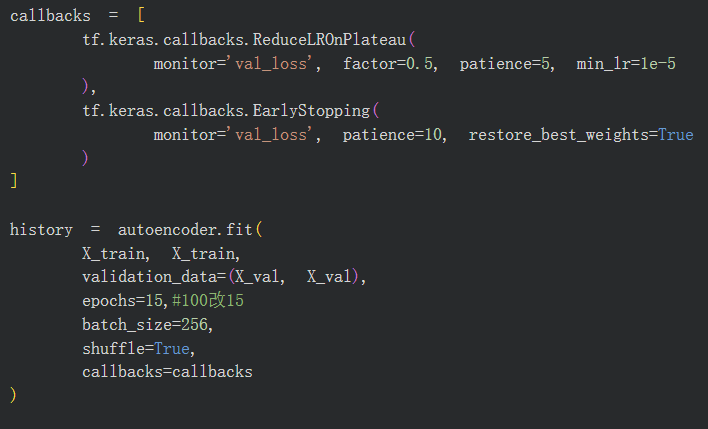 callbacks = [
tf.keras.callbacks.ReduceLROnPlateau(
monitor='val_loss', factor=0.5, patience=5, min_lr=1e-5
),
tf.keras.callbacks.EarlyStopping(
monitor='val_loss', patience=10, restore_best_weights=True
)
]
history = autoencoder.fit(
X_train, X_train,
validation_data=(X_val, X_val),
epochs=15,#100改15
batch_size=256,
shuffle=True,
callbacks=callbacks
)